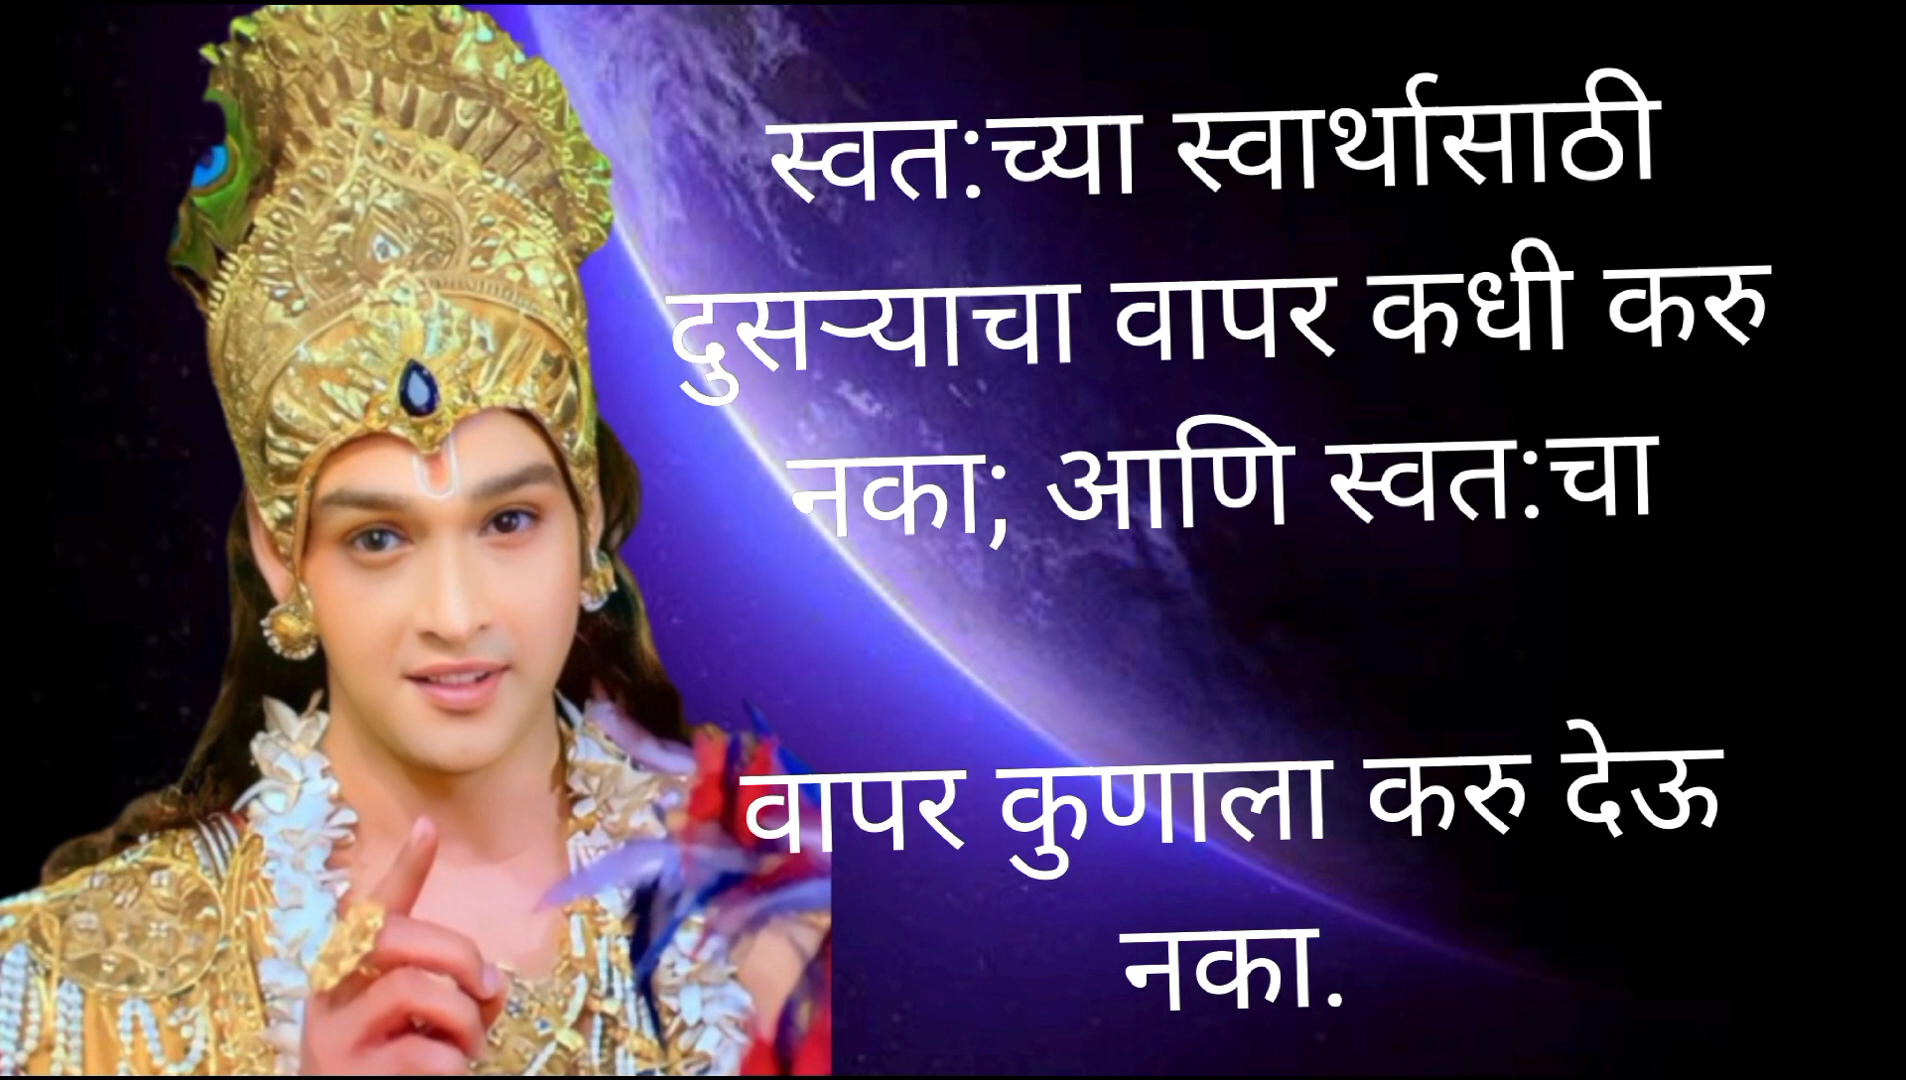 स्वत:च्या स्वार्थासाठी
दुसऱ्याचा वापर कधी करु
नका; आणि स्वत:चा
वापर कुणाला करु देऊ
नका.